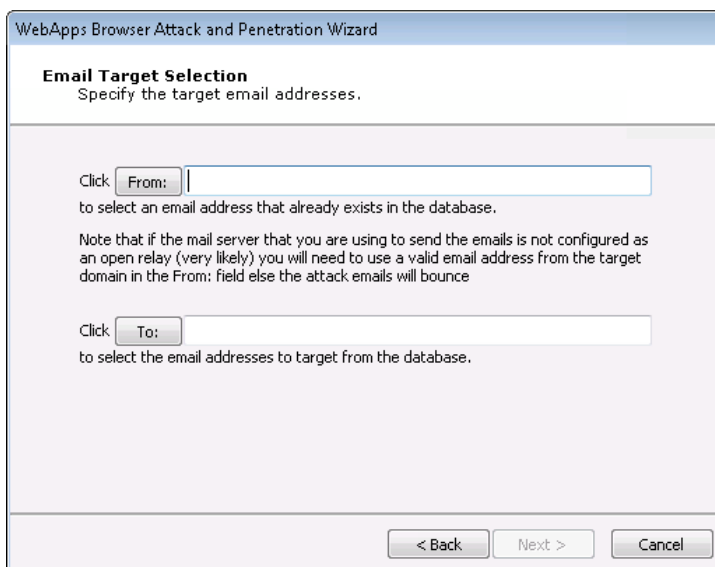 WebApps Browser Attack and Penetration Wizard
Email Target Selection
Specify the target email addresses.
Click From:
to select an email address that already exists in the database.
Note that if the mail server that you are using to send the emails is not configured as
an open relay (very likely) you will need to use a valid email address from the target
domain in the From: field else the attack emails will bounce
Click To:
to select the email addresses to target from the database.
< Back Next > Cancel